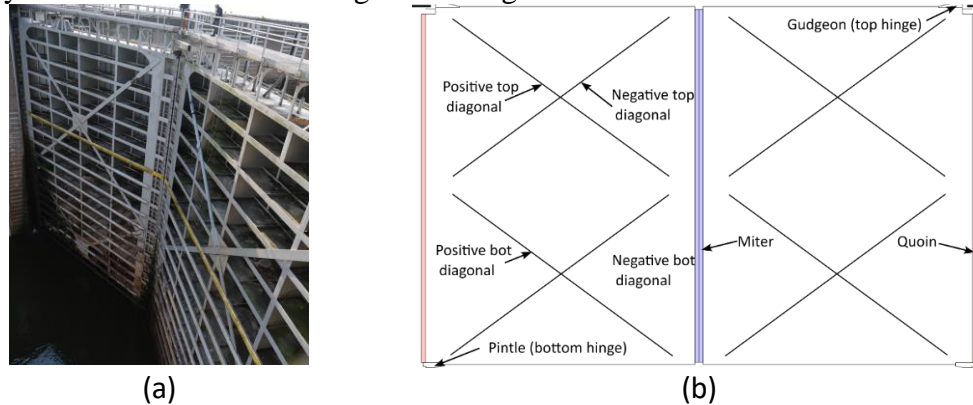 Gudgeon (top hinge)
Positive top
diagonal
Negative top
diagonal
Positive bot
diagonal
Negative bot
diagonal
Miter
Quoin
Pintle (bottom hinge)
(a)
(b)